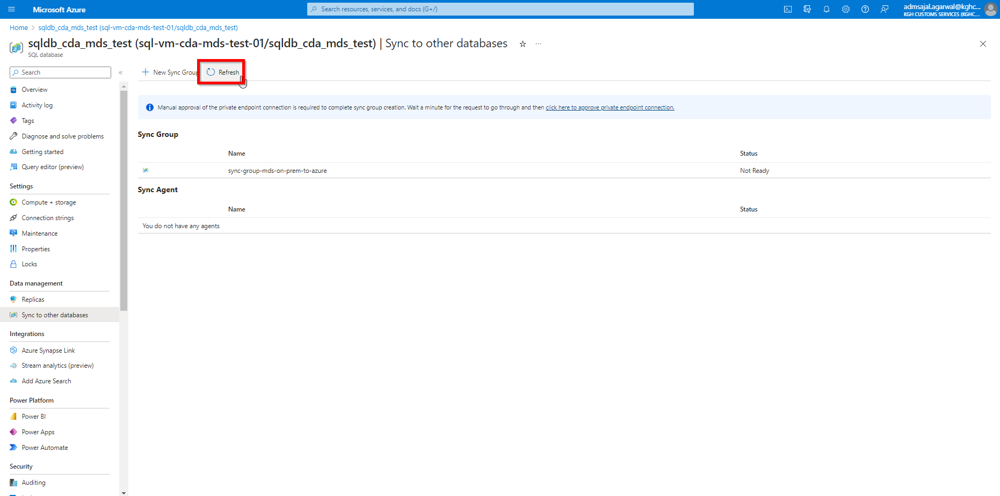 Microsoft Azure
Search resources, services, and docs (G+/)
admsajal.agarwal@kghc...
KGH CUSTOMS SERVICES (KGHC....
Home > sqldb_cda_mds_test (sql-vm-cda-mds-test-01/sqldb_cda_mds_test)
sqldb_cda_mds_test (sql-vm-cda-mds-test-01/sqldb_cda_mds_test) | Sync to other databases
SQL database
Search
Overview
Activity log
Tags
Diagnose and solve problems
Getting started
Query editor (preview)
Settings
Compute + storage
Connection strings
Maintenance
Properties
Locks
Data management
Replicas
Sync to other databases
Integrations
Azure Synapse Link
Stream analytics (preview)
Add Azure Search
Power Platform
Power BI
Power Apps
Power Automate
Security
Auditing
New Sync Group
Refresh
Manual approval of the private endpoint connection is required to complete sync group creation. Wait a minute for the request to go through and then click here to approve private endpoint connection.
Sync Group
Name Status
sync-group-mds-on-prem-to-azure Not Ready
Sync Agent
Name Status
You do not have any agents